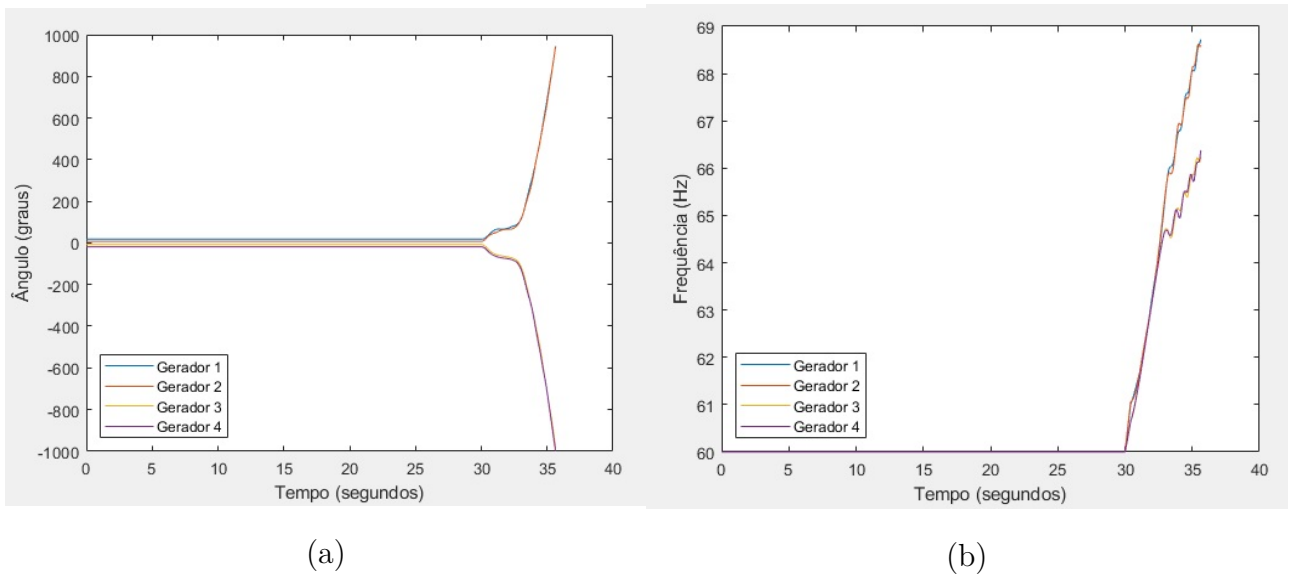 1000
800
600
400
200
0
-200
-400
-600
-800
-1000
Ângulo (graus)
Gerador 1
Gerador 2
Gerador 3
Gerador 4
0 5 10 15 20 25 30 35 40
Tempo (segundos)
(a)
69
68
67
66
65
64
63
62
61
60
Frequência (Hz)
Gerador 1
Gerador 2
Gerador 3
Gerador 4
0 5 10 15 20 25 30 35 40
Tempo (segundos)
(b)